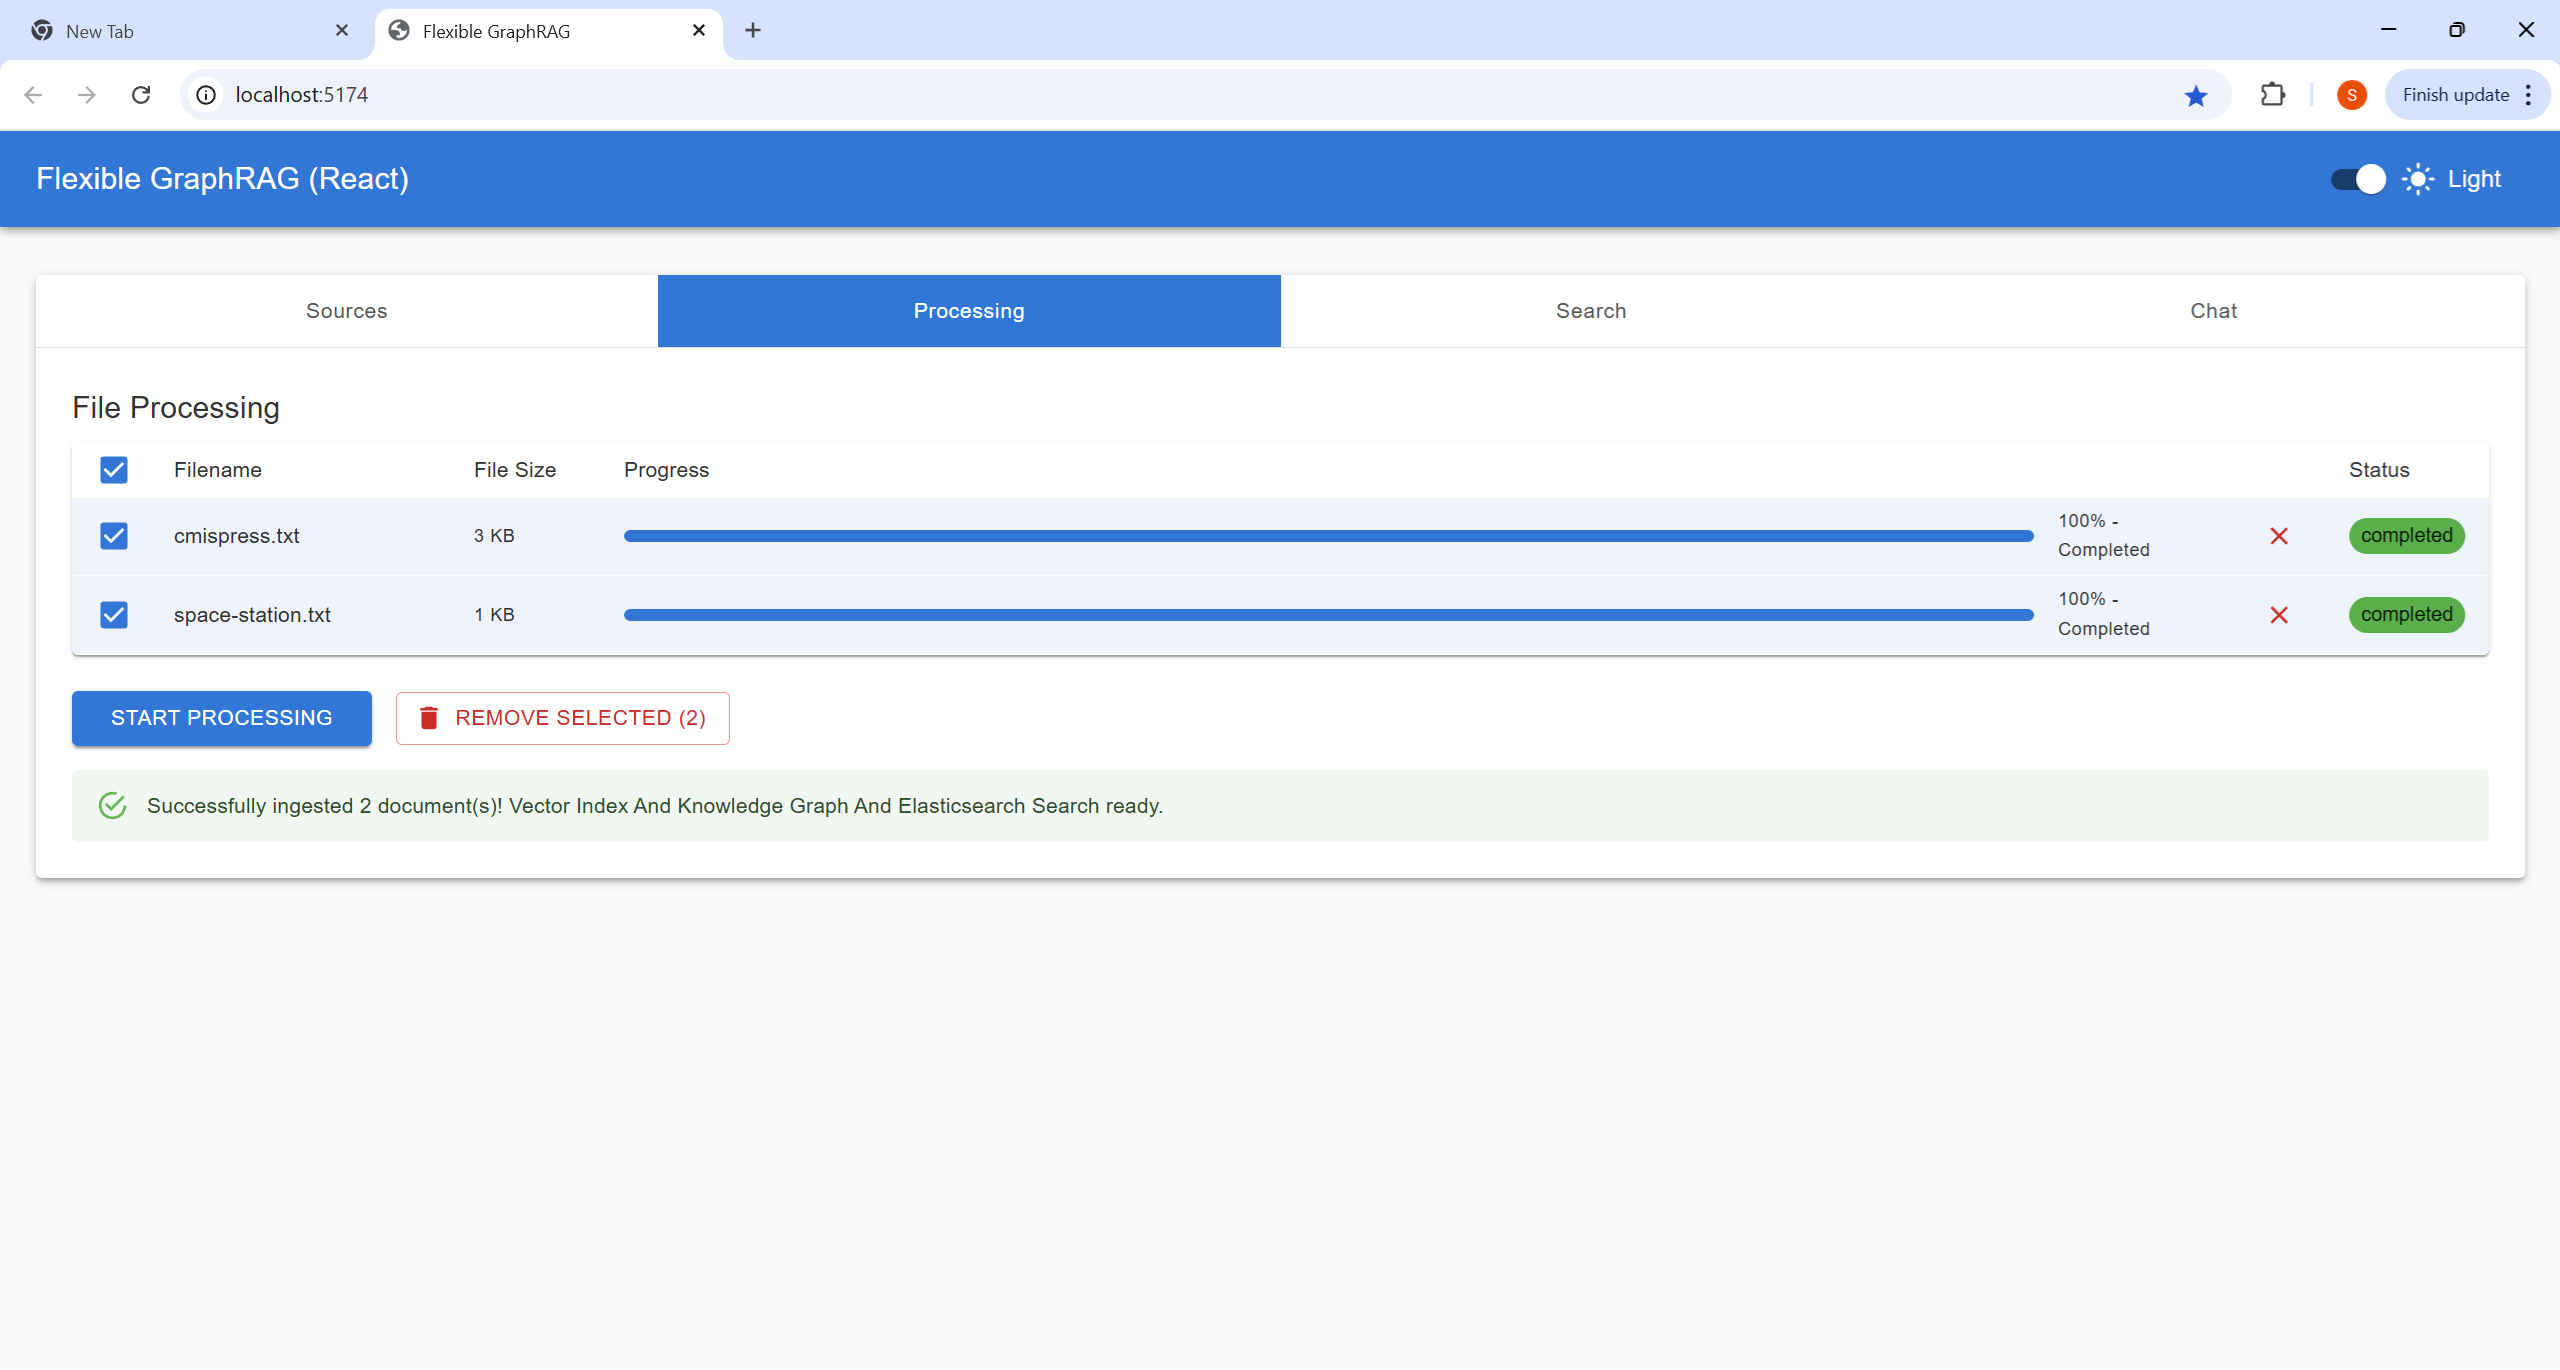 New Tab
Flexible GraphRAG
localhost:5174
S
Finish update
Flexible GraphRAG (React)
Light
Sources Processing Search Chat
File Processing
Filename File Size Progress Status
cmispress.txt 3 KB 100% - Completed completed
space-station.txt 1 KB 100% - Completed completed
START PROCESSING REMOVE SELECTED (2)
Successfully ingested 2 document(s)! Vector Index And Knowledge Graph And Elasticsearch Search ready.